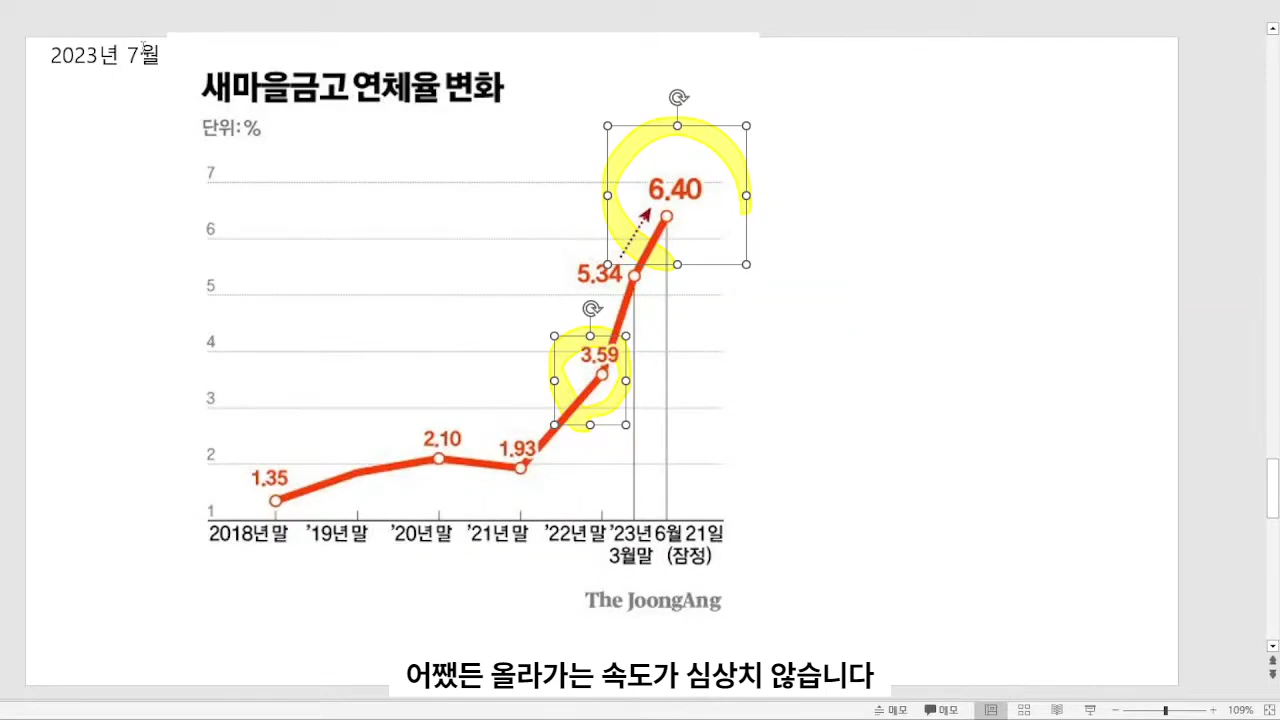 2023년 7월
새마을금고 연체율 변화
단위: %
7
6.40
6
5.34
5
4
3.59
3
2.10
1.93
2
1.35
1
2018년 말 '19년 말 '20년 말 '21년 말 '22년 말 '23년 6월 21일
3월말 (잠정)
The JoongAng
어쨌든 올라가는 속도가 심상치 않습니다
메모 메모 109%